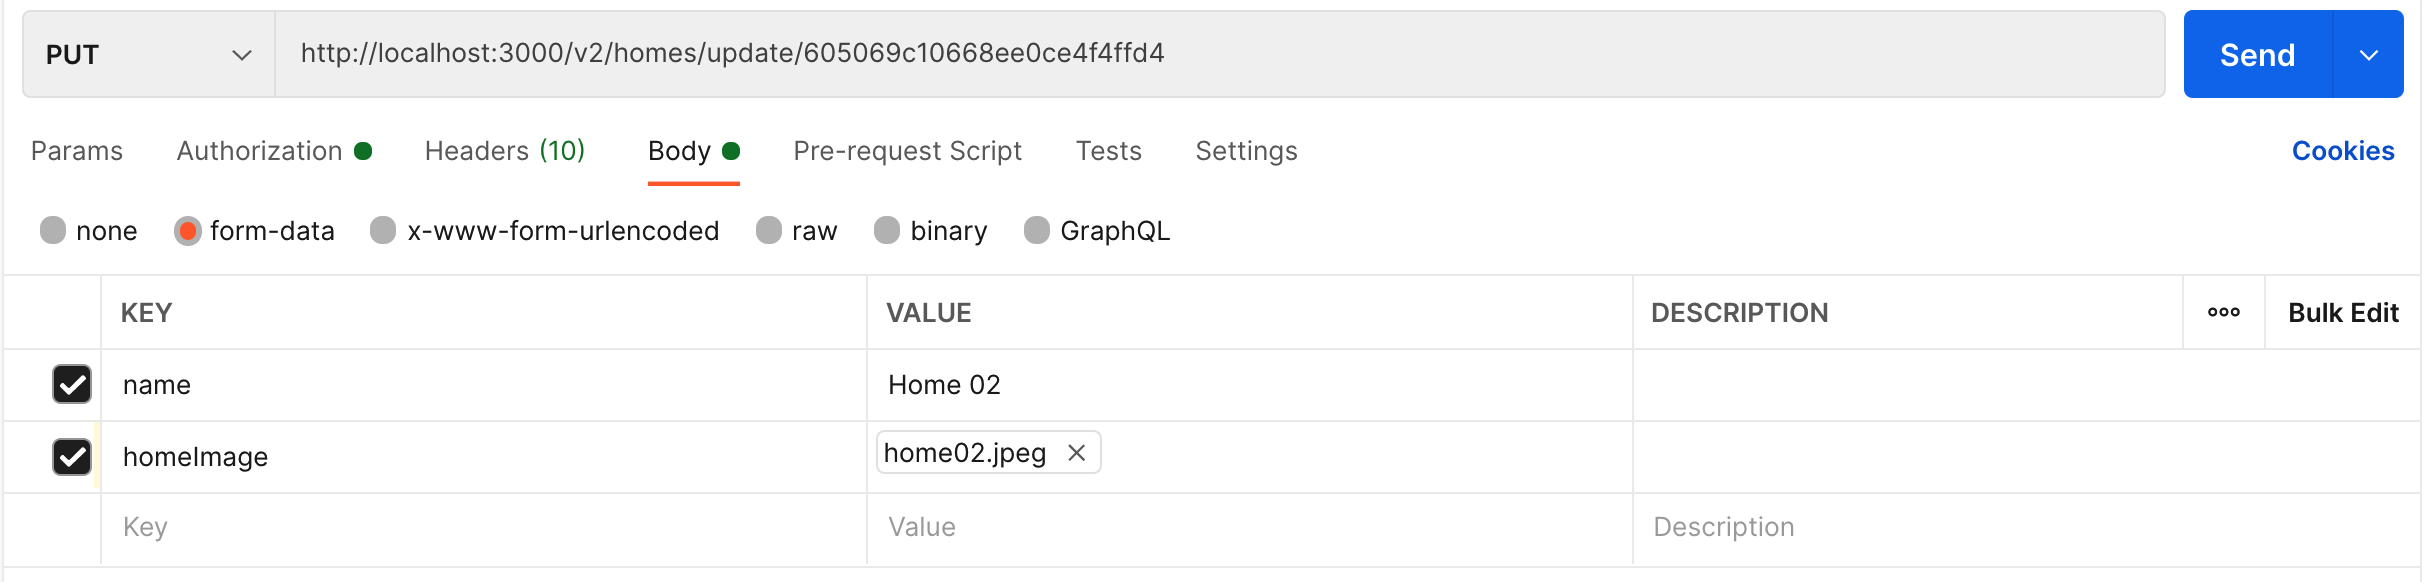 PUT http://localhost:3000/v2/homes/update/605069c10668ee0ce4f4ffd4 Send
Params Authorization Headers (10) Body Pre-request Script Tests Settings Cookies
none form-data x-www-form-urlencoded raw binary GraphQL
KEY VALUE DESCRIPTION ooo Bulk Edit
name Home 02
homeImage home02.jpeg
Key Value Description